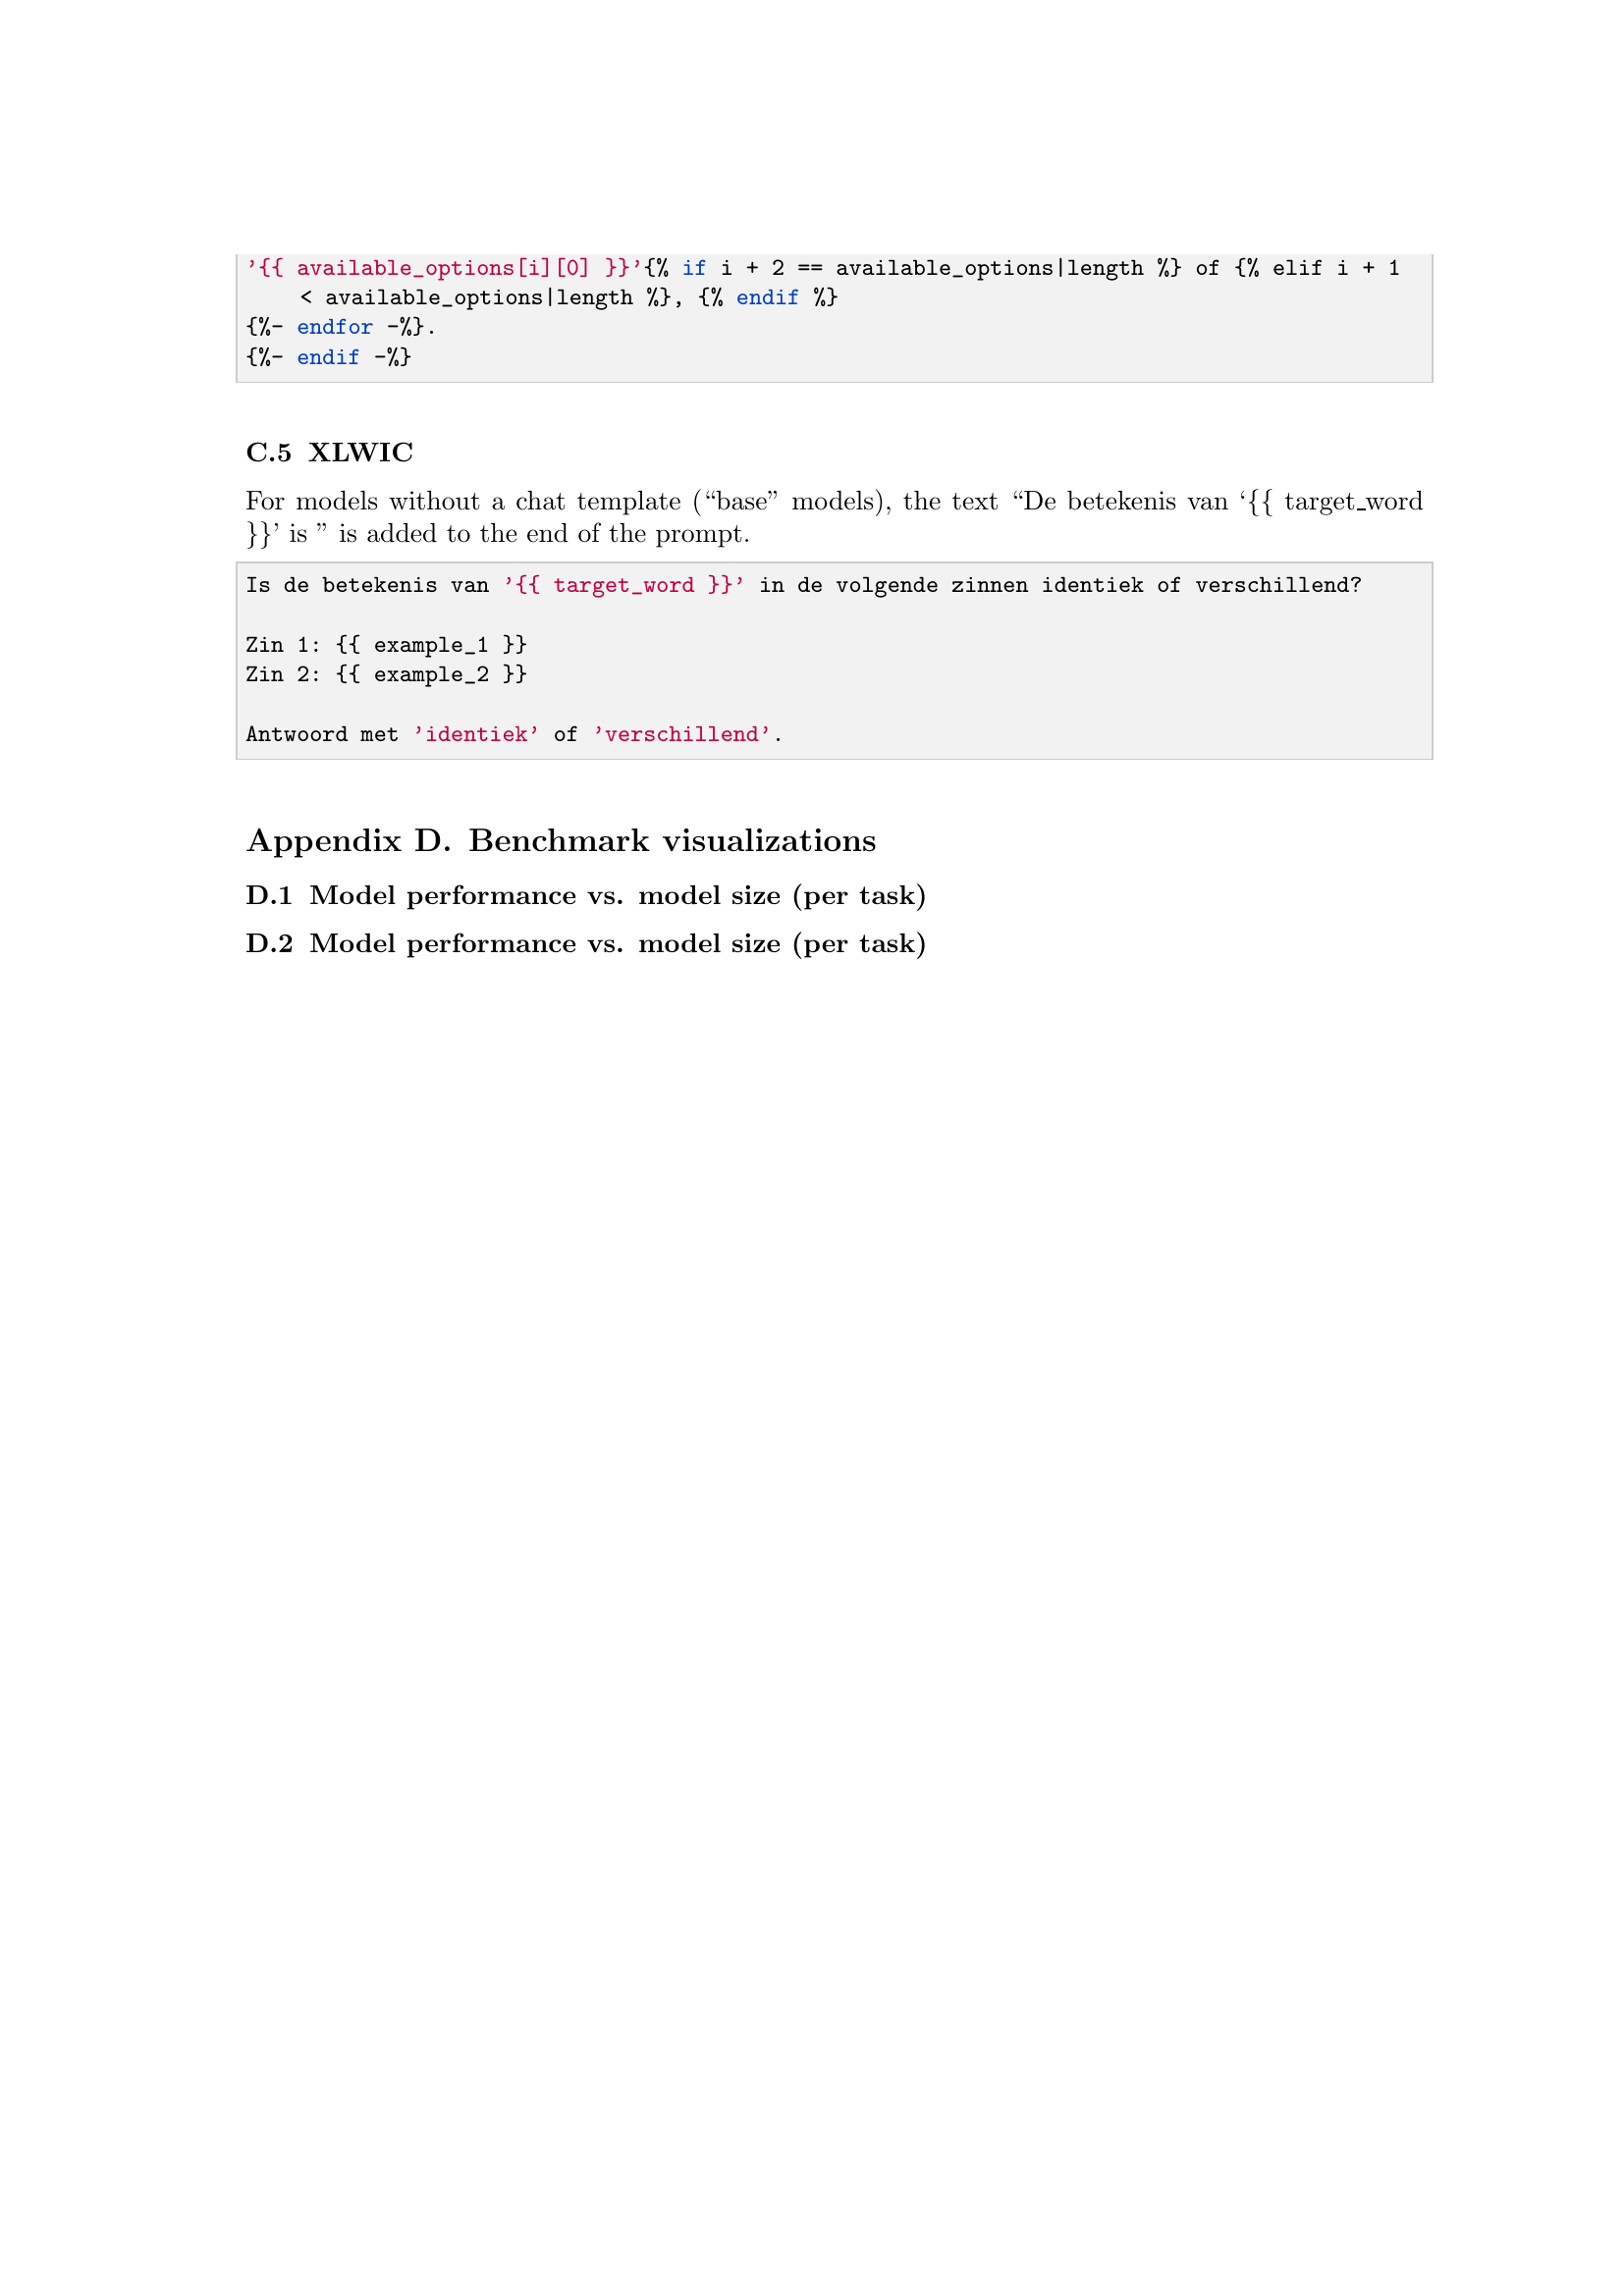 ’{{ available_options[i][0] }}’{% if i + 2 == available_options|length %} of {% elif i + 1
< available_options|length %}, {% endif %}
{%- endfor -%}.
{%- endif -%}
C.5 XLWIC
For models without a chat template (“base” models), the text “De betekenis van ‘{{ target_word
}}’ is ” is added to the end of the prompt.
Is de betekenis van ’{{ target_word }}’ in de volgende zinnen identiek of verschillend?
Zin 1: {{ example_1 }}
Zin 2: {{ example_2 }}
Antwoord met ’identiek’ of ’verschillend’.
Appendix D. Benchmark visualizations
D.1 Model performance vs. model size (per task)
D.2 Model performance vs. model size (per task)